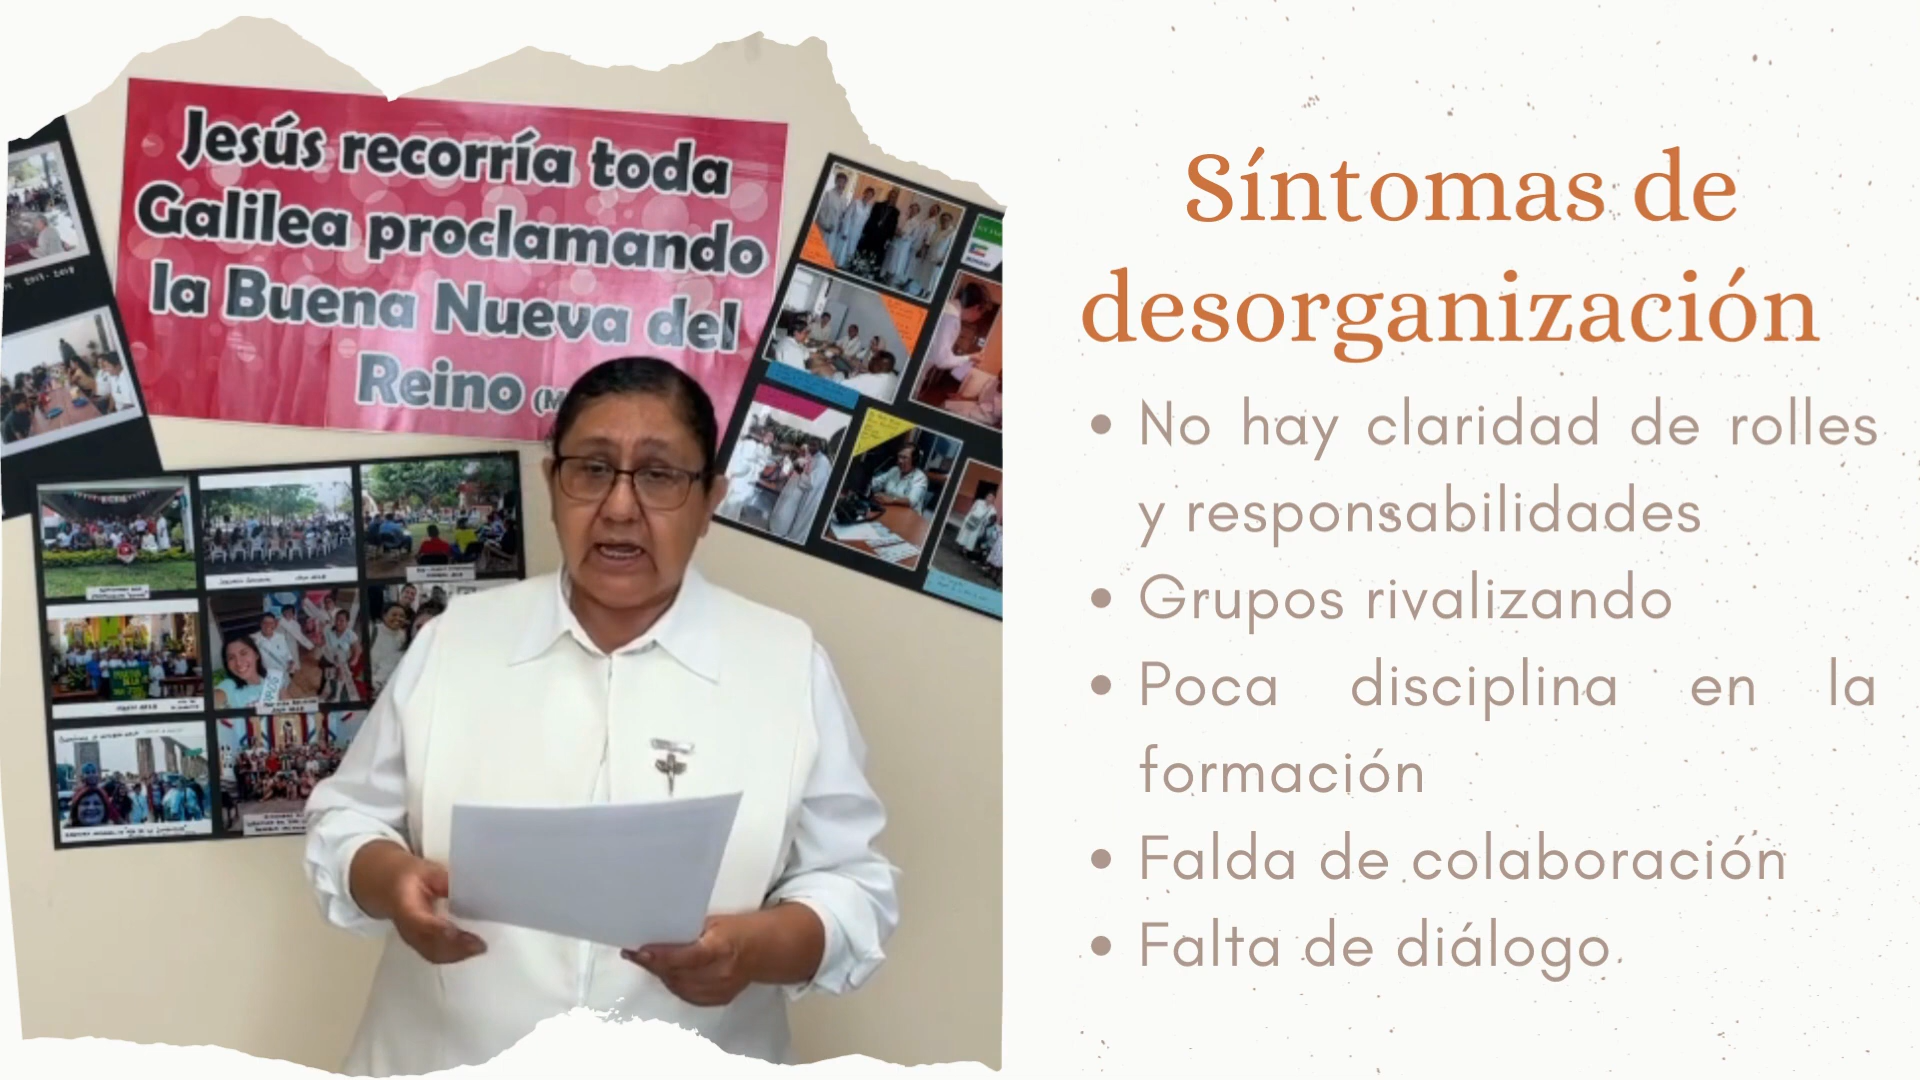 Jesús recorría toda
Galilea proclamando
la Buena Nueva del
Reino
Síntomas de
desorganización
No hay claridad de rolles
y responsabilidades
Grupos rivalizando
Poca disciplina en la
formación
Falda de colaboración
Falta de diálogo